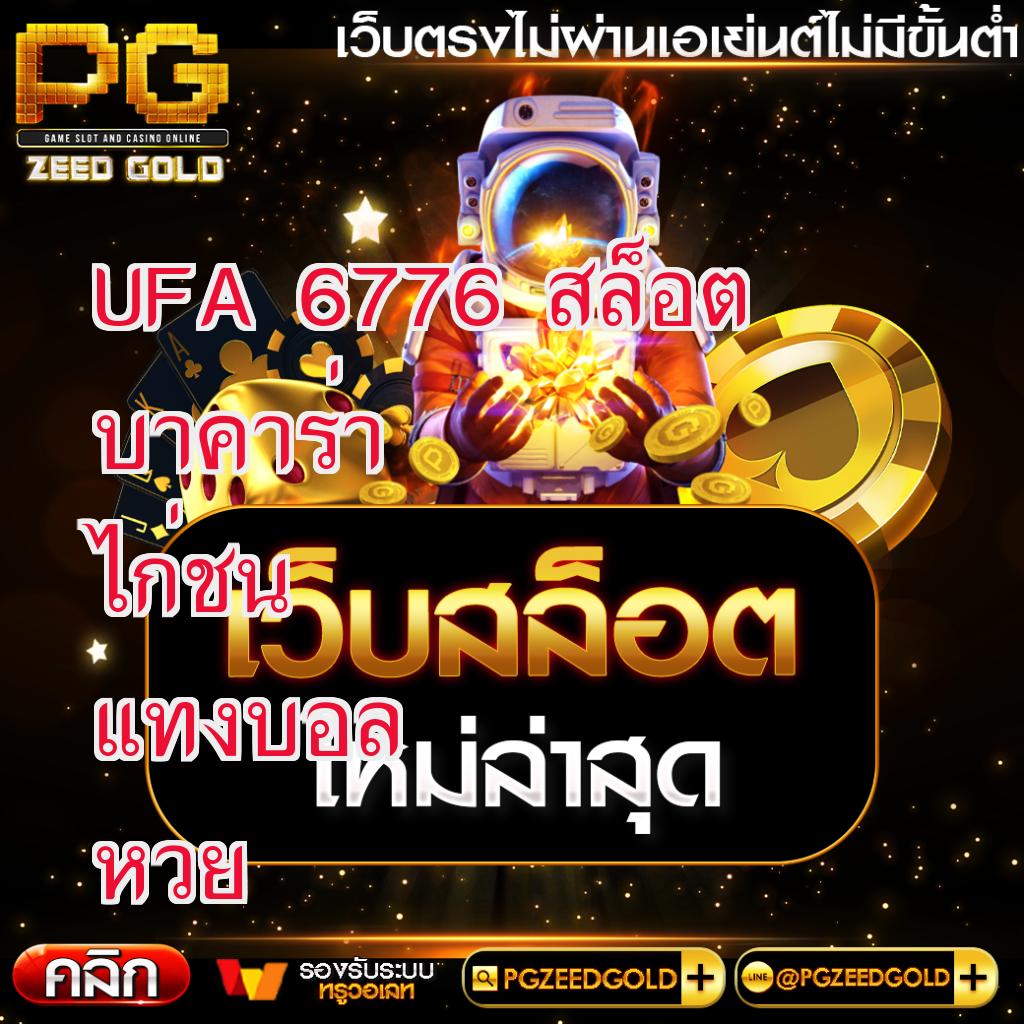 เว็บตรงไม่ผ่านเอเย่นต์ไม่มีขั้นต่ำ
PG
GAME SLOT AND CASINO ONLINE
ZEED GOLD
UFA 6776 สล็อต
บาคาร่า
ไก่ชน
เว็บสล็อต
แทงบอล
ใหม่ล่าสุด
หวย
คลิก
รองรับระบบ
ทรูวอเลท
PGZEEDGOLD +
LINE @PGZEEDGOLD +